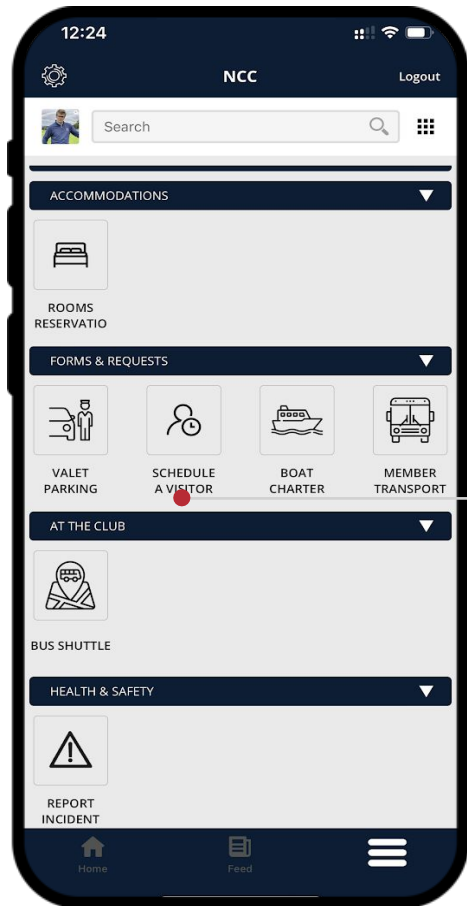 12:24
NCC
Logout
Search
ACCOMMODATIONS
ROOMS
RESERVATIO
FORMS & REQUESTS
VALET
PARKING
SCHEDULE
A VISITOR
BOAT
CHARTER
MEMBER
TRANSPORT
AT THE CLUB
BUS SHUTTLE
HEALTH & SAFETY
REPORT
INCIDENT
Home
Feed